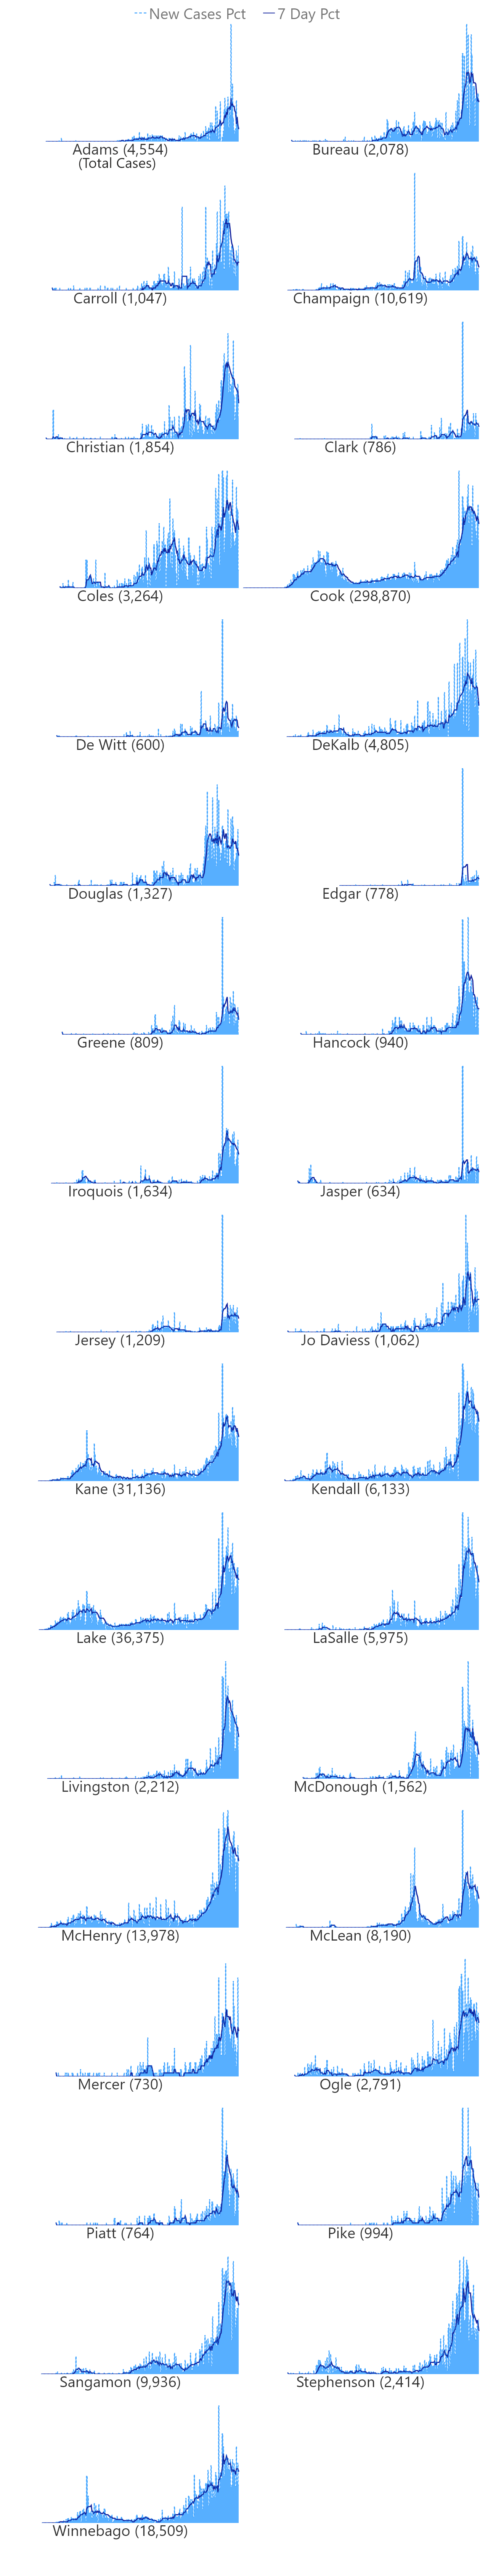 New Cases Pct 7 Day Pct
Adams (4,554) Bureau (2,078)
(Total Cases)
Carroll (1,047) Champaign (10,619)
Christian (1,854) Clark (786)
Coles (3,264) Cook (298,870)
De Witt (600) DeKalb (4,805)
Douglas (1,327) Edgar (778)
Greene (809) Hancock (940)
Iroquois (1,634) Jasper (634)
Jersey (1,209) Jo Daviess (1,062)
Kane (31,136) Kendall (6,133)
Lake (36,375) LaSalle (5,975)
Livingston (2,212) McDonough (1,562)
McHenry (13,978) McLean (8,190)
Mercer (730) Ogle (2,791)
Piatt (764) Pike (994)
Sangamon (9,936) Stephenson (2,414)
Winnebago (18,509)